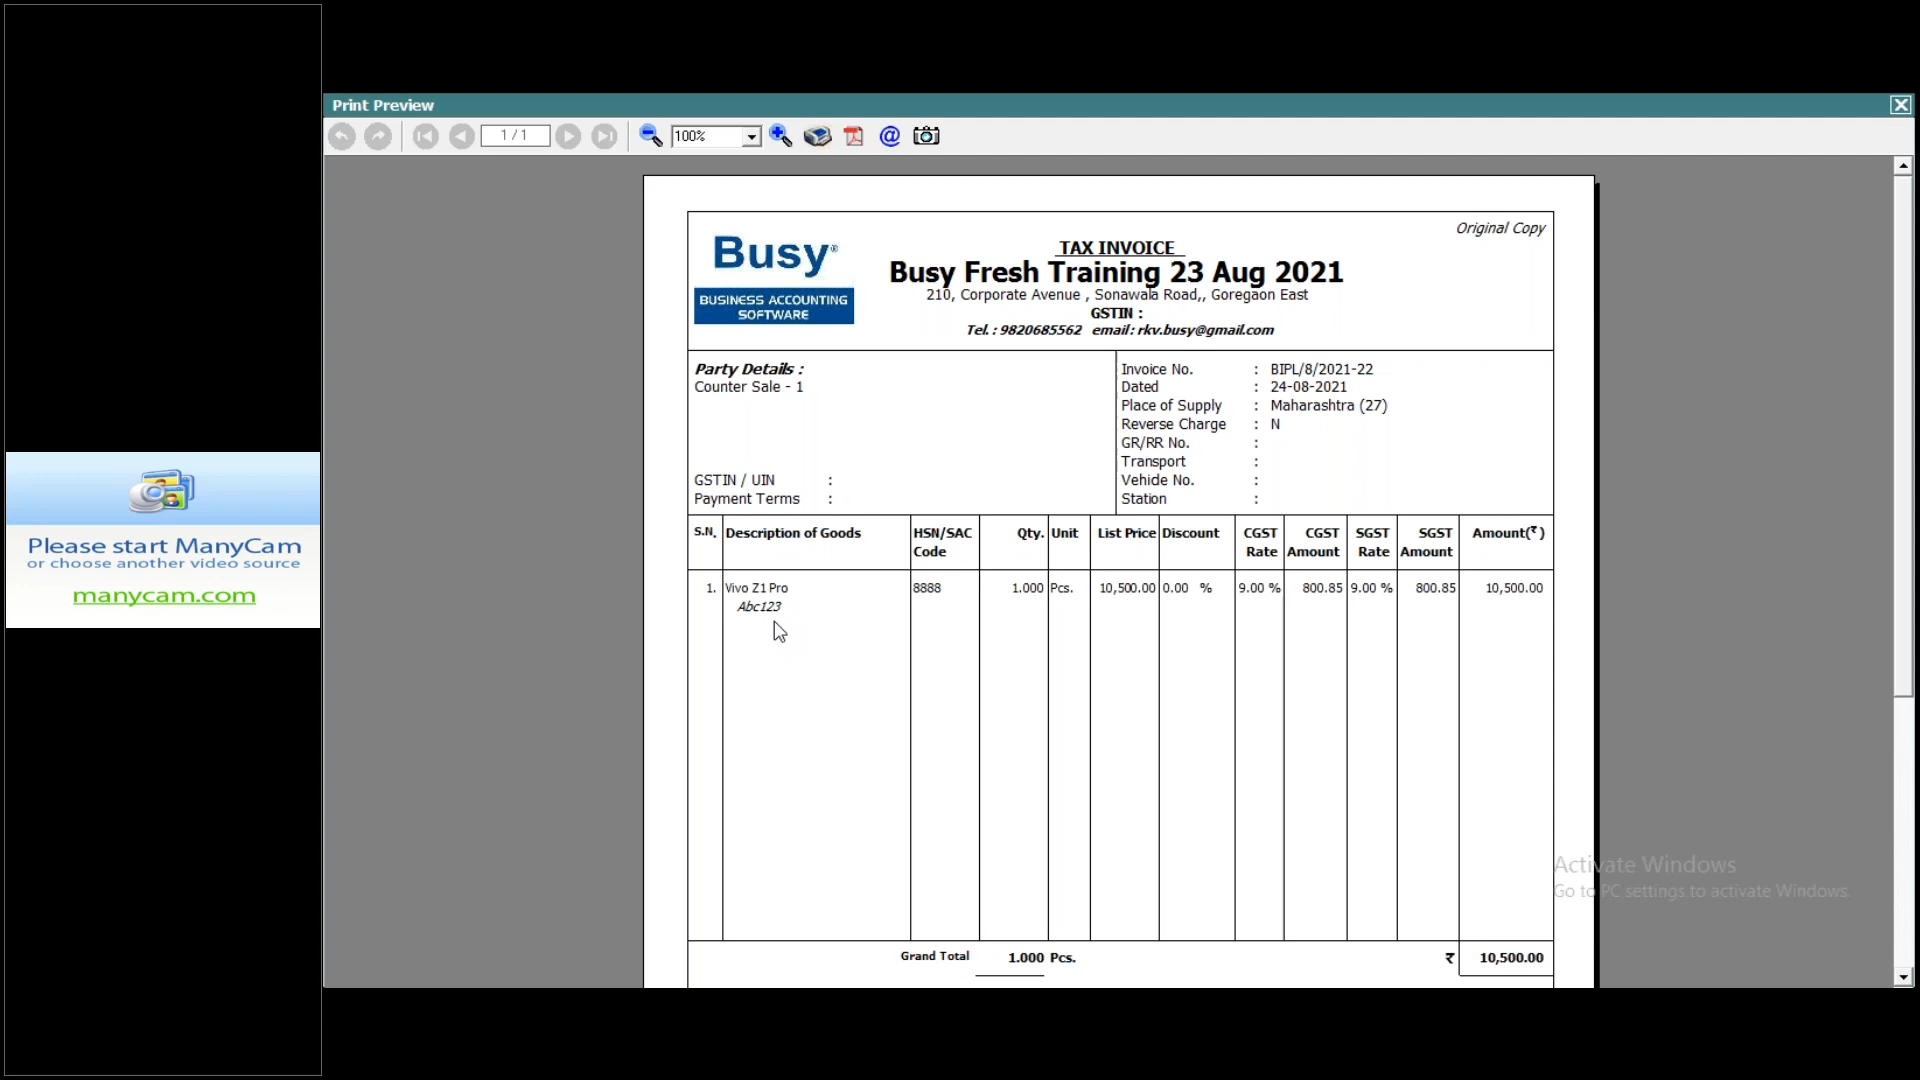 Print Preview
1 / 1
100%
@
Original Copy
Busy®
BUSINESS ACCOUNTING
SOFTWARE
TAX INVOICE
Busy Fresh Training 23 Aug 2021
210, Corporate Avenue , Sonawala Road,, Goregaon East
GSTIN :
Tel. : 9820685562 email : rkv.busy@gmail.com
Party Details :
Counter Sale - 1
GSTIN / UIN :
Payment Terms :
Invoice No. : BIPL/8/2021-22
Dated : 24-08-2021
Place of Supply : Maharashtra (27)
Reverse Charge : N
GR/RR No. :
Transport :
Vehicle No. :
Station :
S.N. Description of Goods HSN/SAC Code Qty. Unit List Price Discount CGST Rate CGST Amount SGST Rate SGST Amount Amount(₹)
1. Vivo Z1 Pro 8888 1.000 Pcs. 10,500.00 0.00 % 9.00 % 800.85 9.00 % 800.85 10,500.00
Abc123
Grand Total 1.000 Pcs. ₹ 10,500.00
Please start ManyCam
or choose another video source
manycam.com
Activate Windows
Go to PC settings to activate Windows.